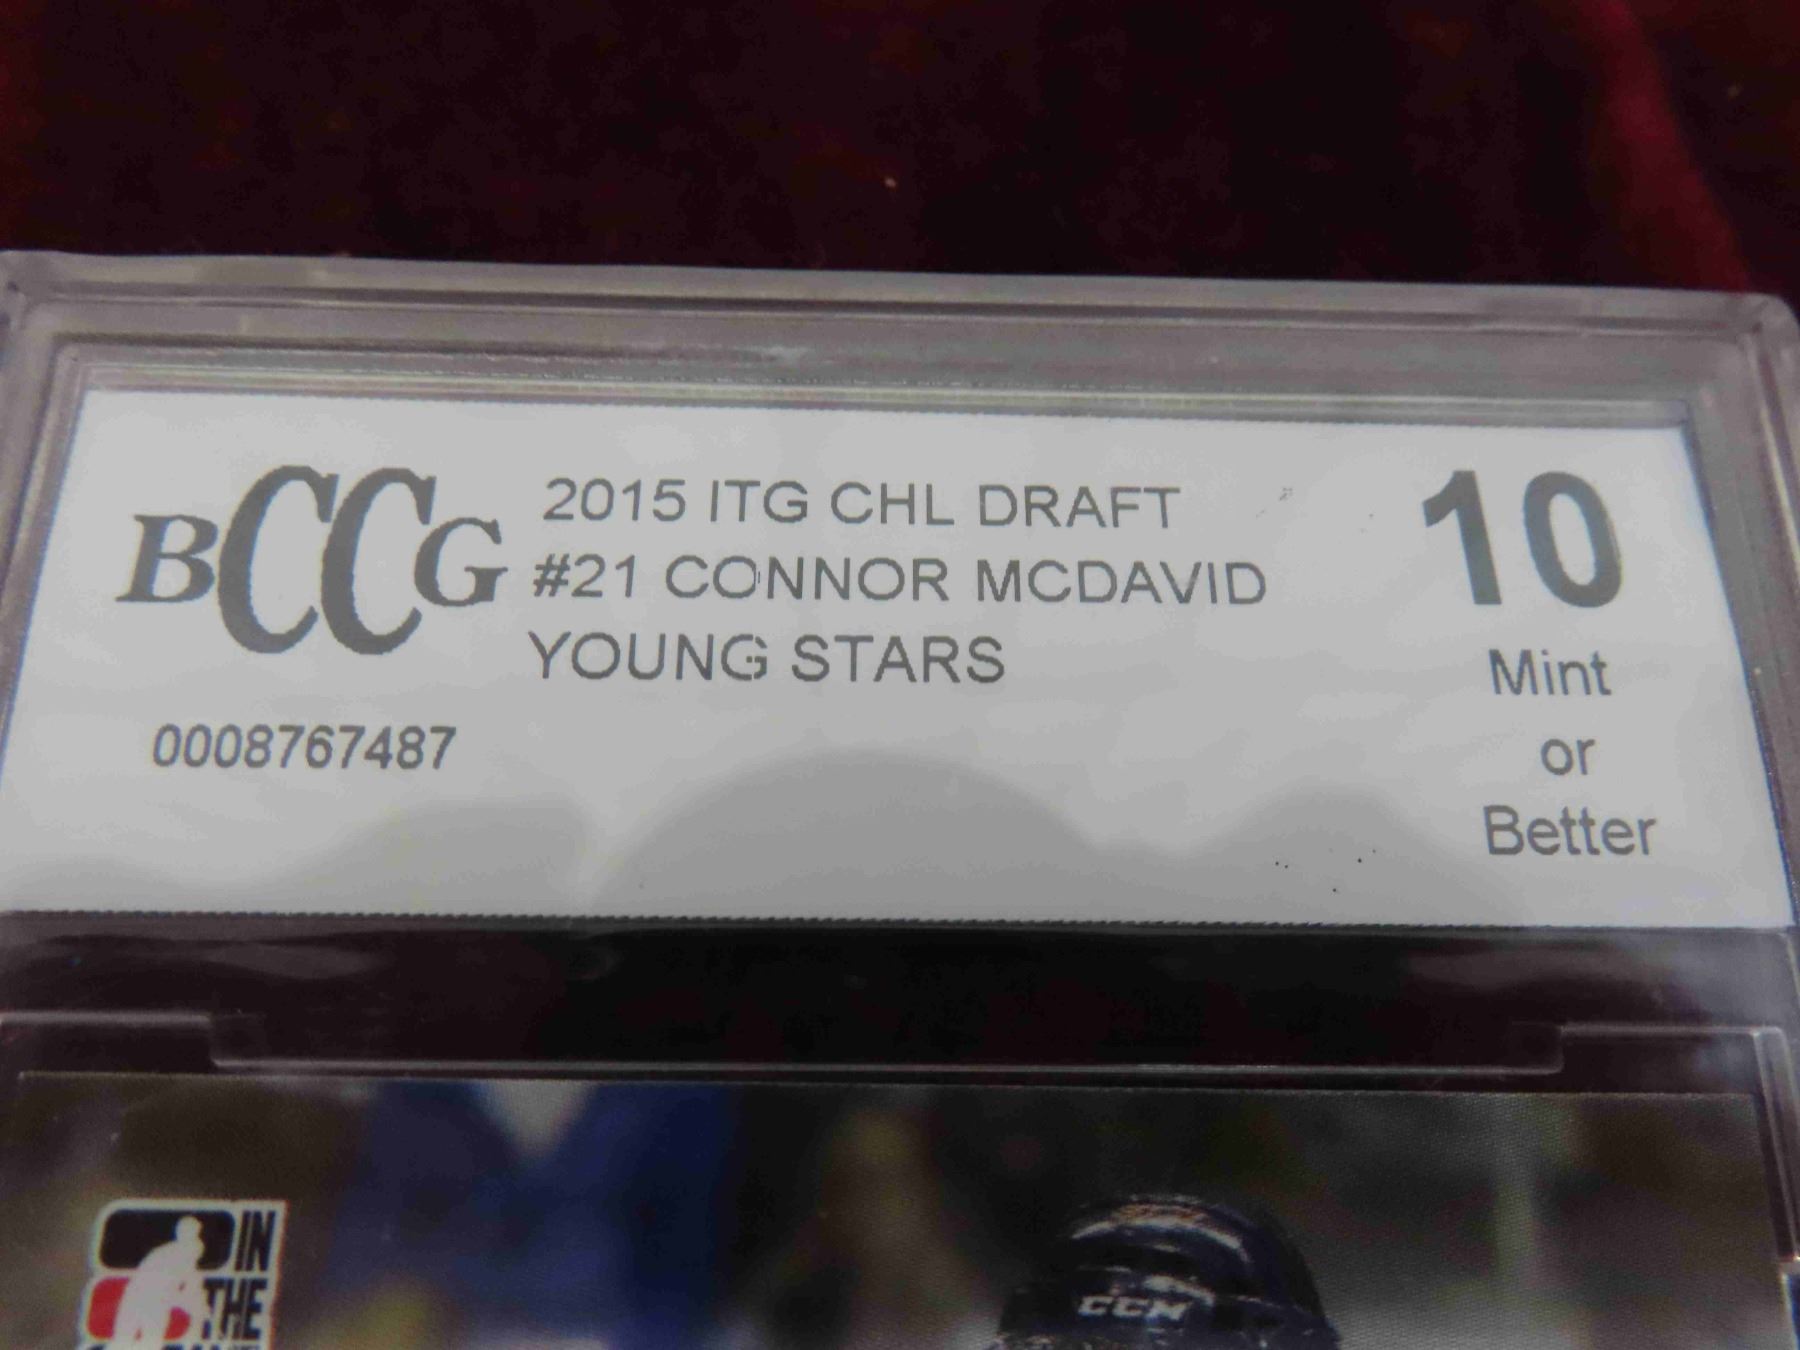 BCCG
2015 ITG CHL DRAFT
#21 CONNOR MCDAVID
YOUNG STARS
0008767487
10
Mint
or
Better
IN
THE
CCM